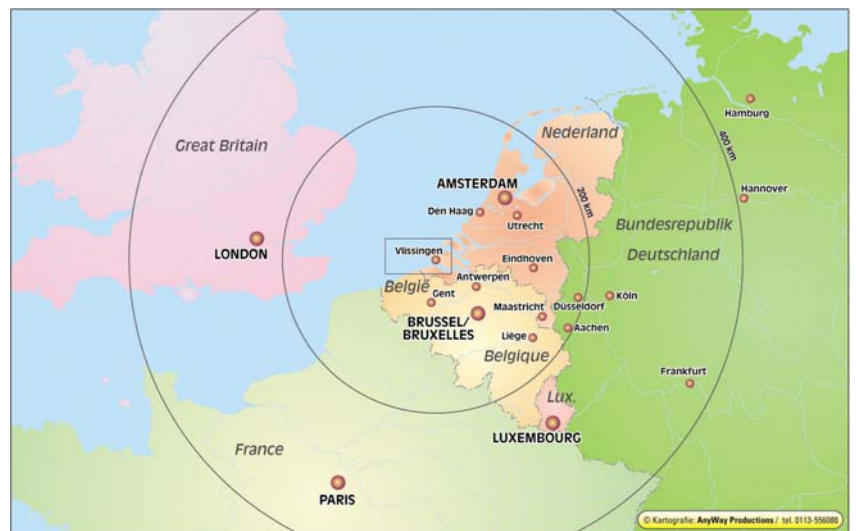 Hamburg
Nederland
400 km
Great Britain
AMSTERDAM
Hannover
200 km
Den Haag
Utrecht
Bundesrepublik
Deutschland
LONDON
Vlissingen
Eindhoven
Antwerpen
België
Gent
Maastricht
Düsseldorf
Köln
BRUSSEL/
BRUXELLES
Aachen
Liège
Belgique
Frankfurt
Lux.
LUXEMBOURG
France
PARIS
© Kartografie: AnyWay Productions / tel. 0113-556088